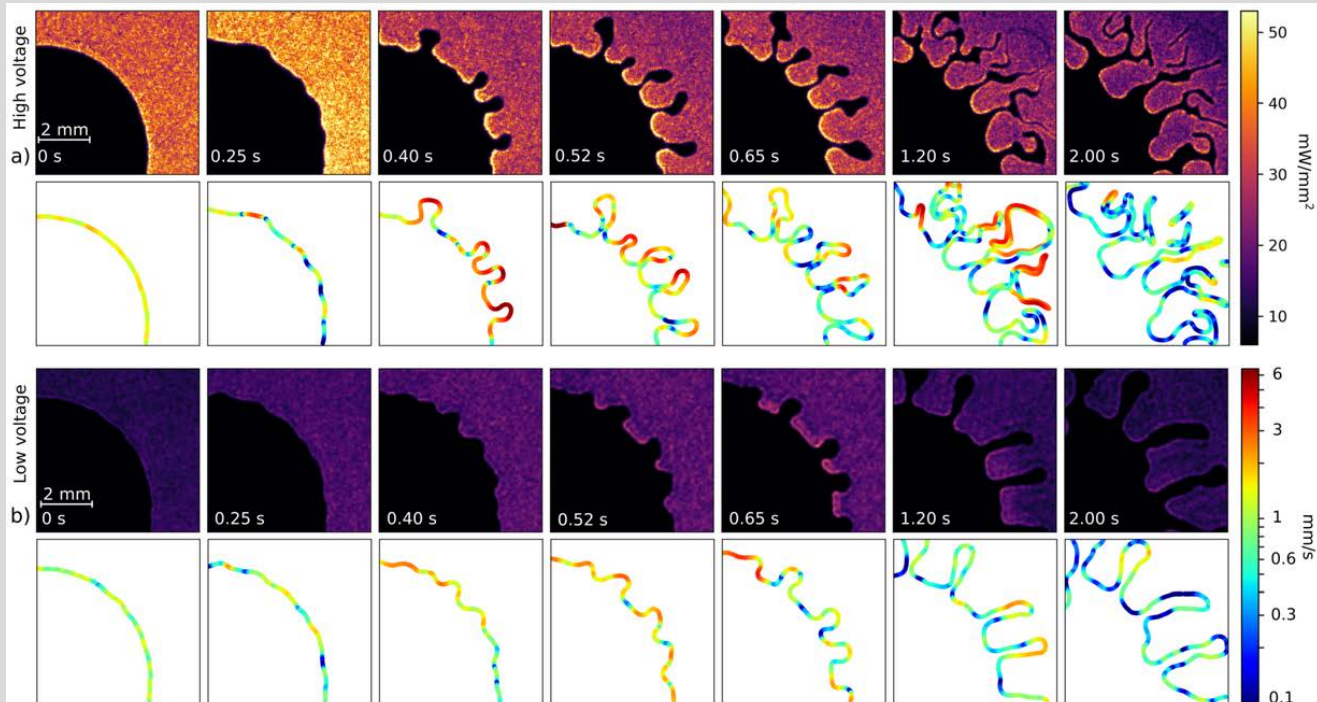 High voltage
a)
2 mm
0 s
0.25 s
0.40 s
0.52 s
0.65 s
1.20 s
2.00 s
50
40
30
20
10
mW/mm²
Low voltage
b)
2 mm
0 s
0.25 s
0.40 s
0.52 s
0.65 s
1.20 s
2.00 s
6
3
1
0.6
0.3
0.1
mm/s